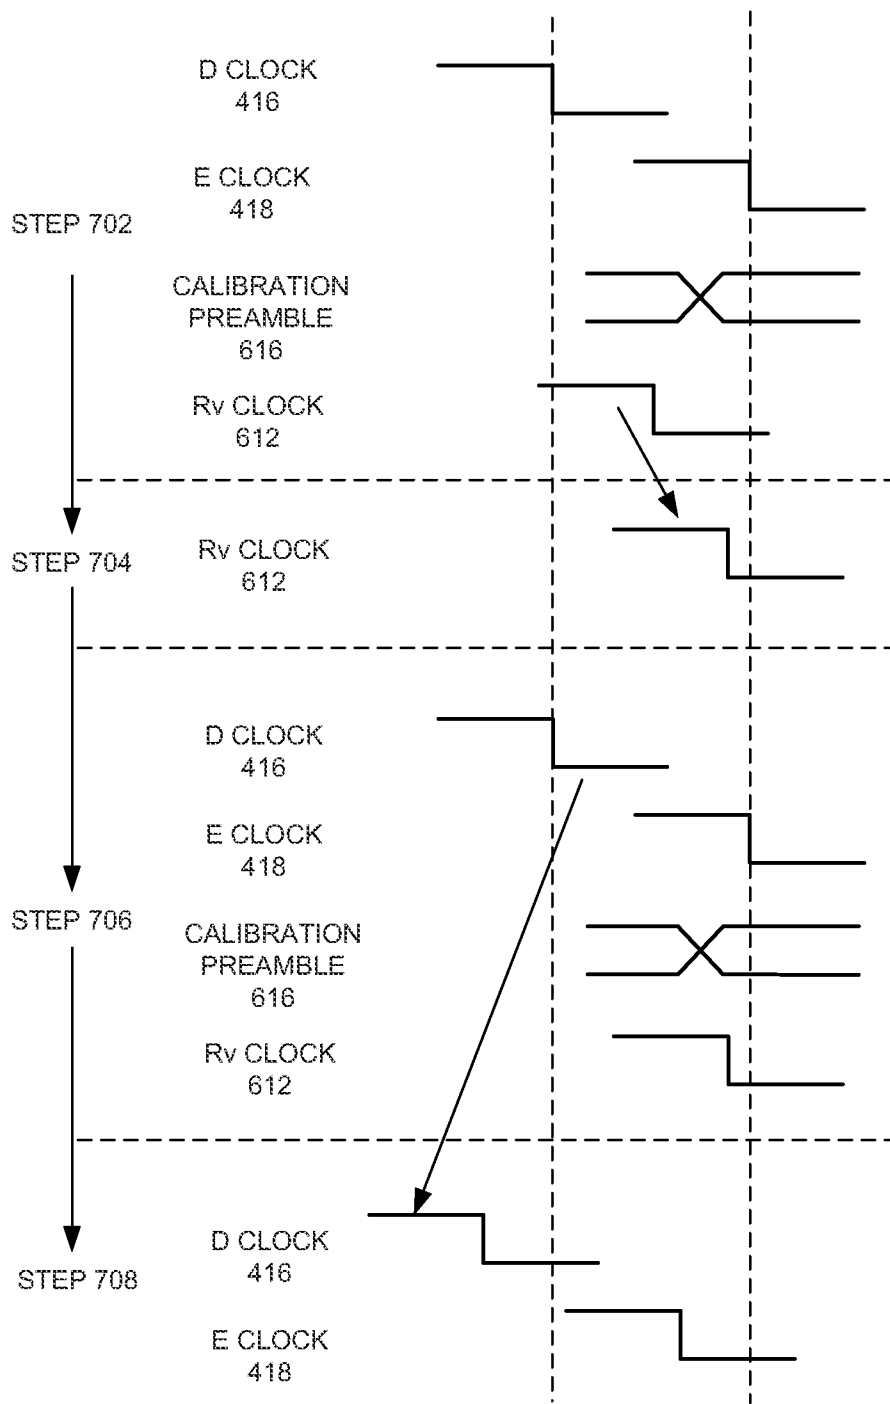 D CLOCK
416
E CLOCK
418
STEP 702
CALIBRATION
PREAMBLE
616
Rv CLOCK
612
STEP 704
Rv CLOCK
612
D CLOCK
416
E CLOCK
418
STEP 706
CALIBRATION
PREAMBLE
616
Rv CLOCK
612
D CLOCK
416
STEP 708
E CLOCK
418